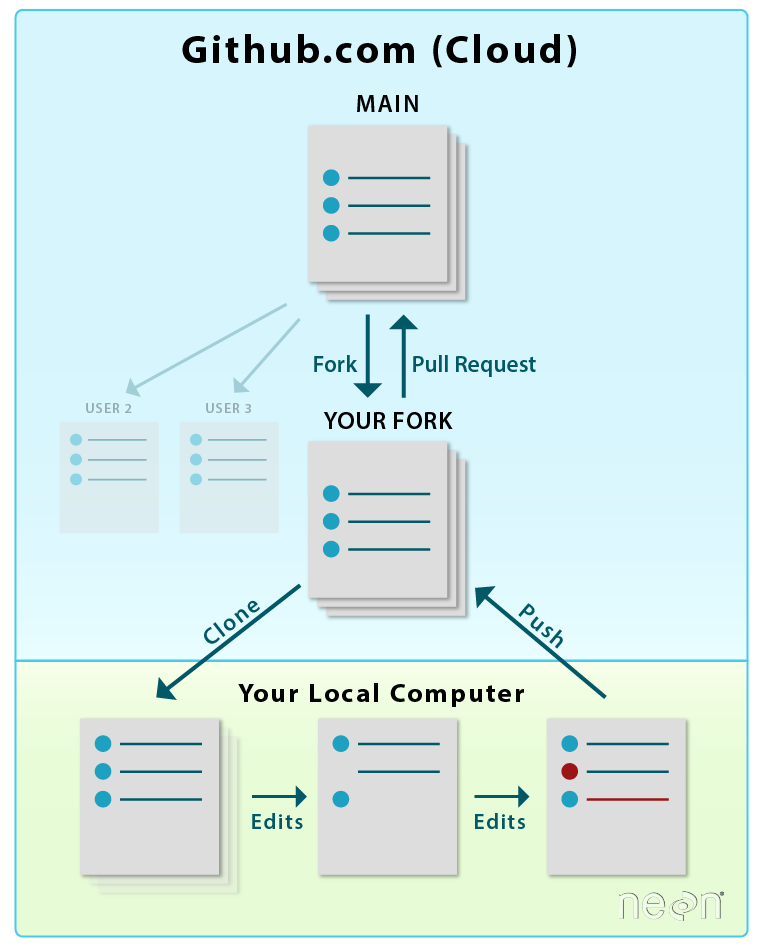 Github.com (Cloud)
MAIN
Fork
Pull Request
USER 2
USER 3
YOUR FORK
Clone
Push
Your Local Computer
Edits
Edits
neon